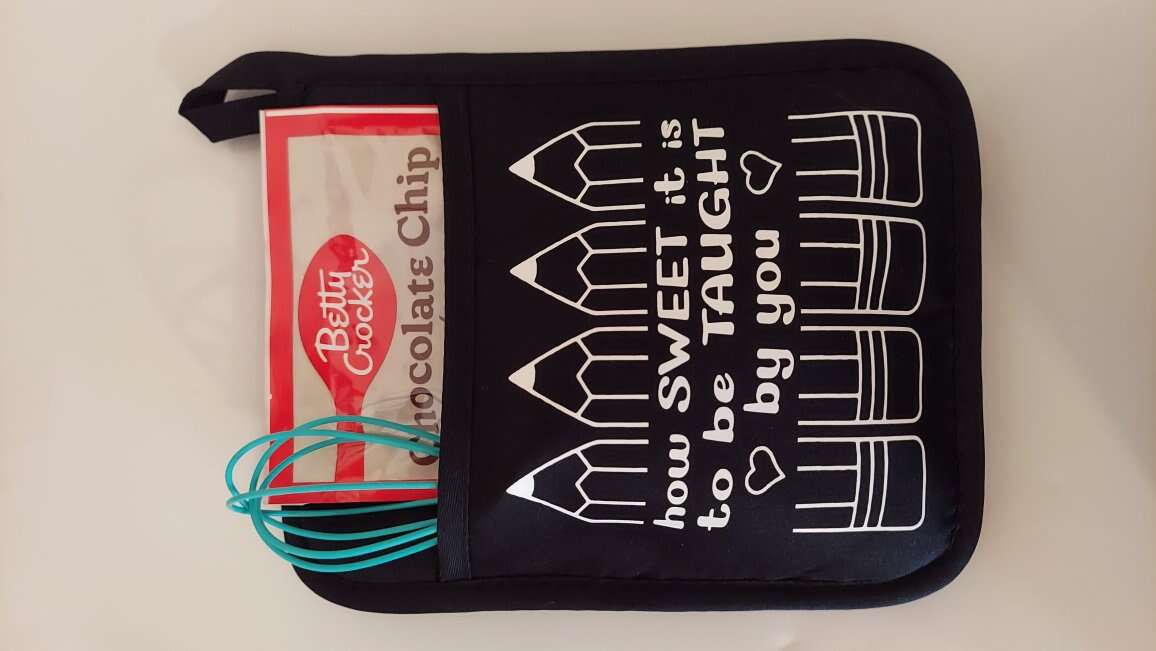 Betty
Crocker
Chocolate Chip
how SWEET it is
to be TAUGHT
by you